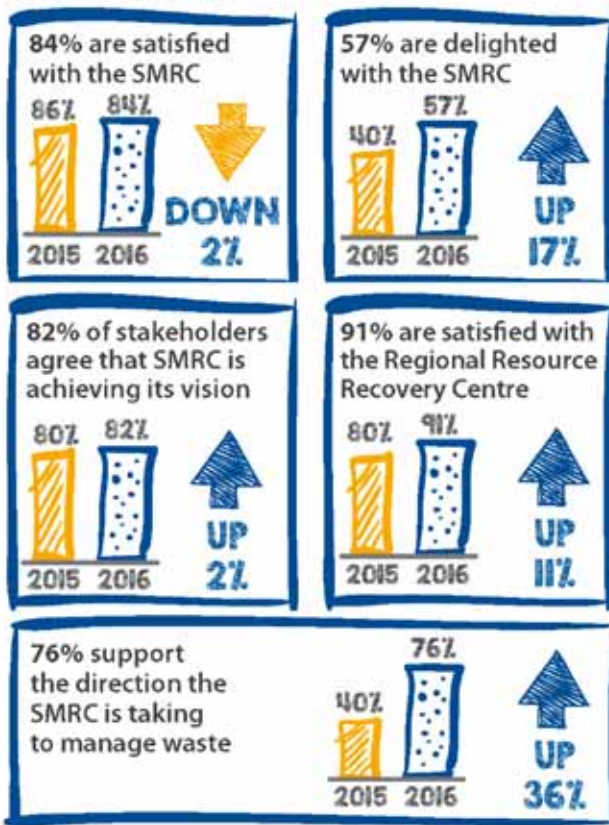 84% are satisfied
with the SMRC
86% 84%
DOWN
2%
2015 2016
57% are delighted
with the SMRC
40% 57%
UP
17%
2015 2016
82% of stakeholders
agree that SMRC is
achieving its vision
80% 82%
UP
2%
2015 2016
91% are satisfied with
the Regional Resource
Recovery Centre
80% 91%
UP
11%
2015 2016
76% support
the direction the
SMRC is taking
to manage waste
40% 76%
UP
36%
2015 2016